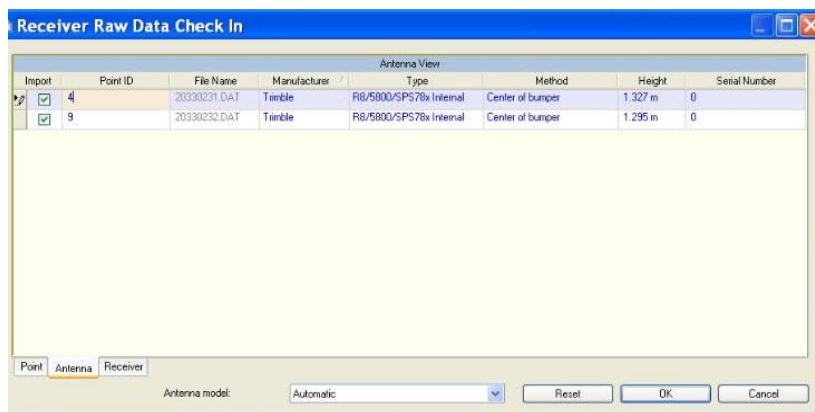 Receiver Raw Data Check In
Antenna View
Import Point ID File Name Manufacturer Type Method Height Serial Number
4 20330231.DAT Trimble R8/5800/SPS78x Internal Center of bumper 1.327 m 0
9 20330232.DAT Trimble R8/5800/SPS78x Internal Center of bumper 1.295 m 0
Point Antenna Receiver
Antenna model: Automatic Reset OK Cancel